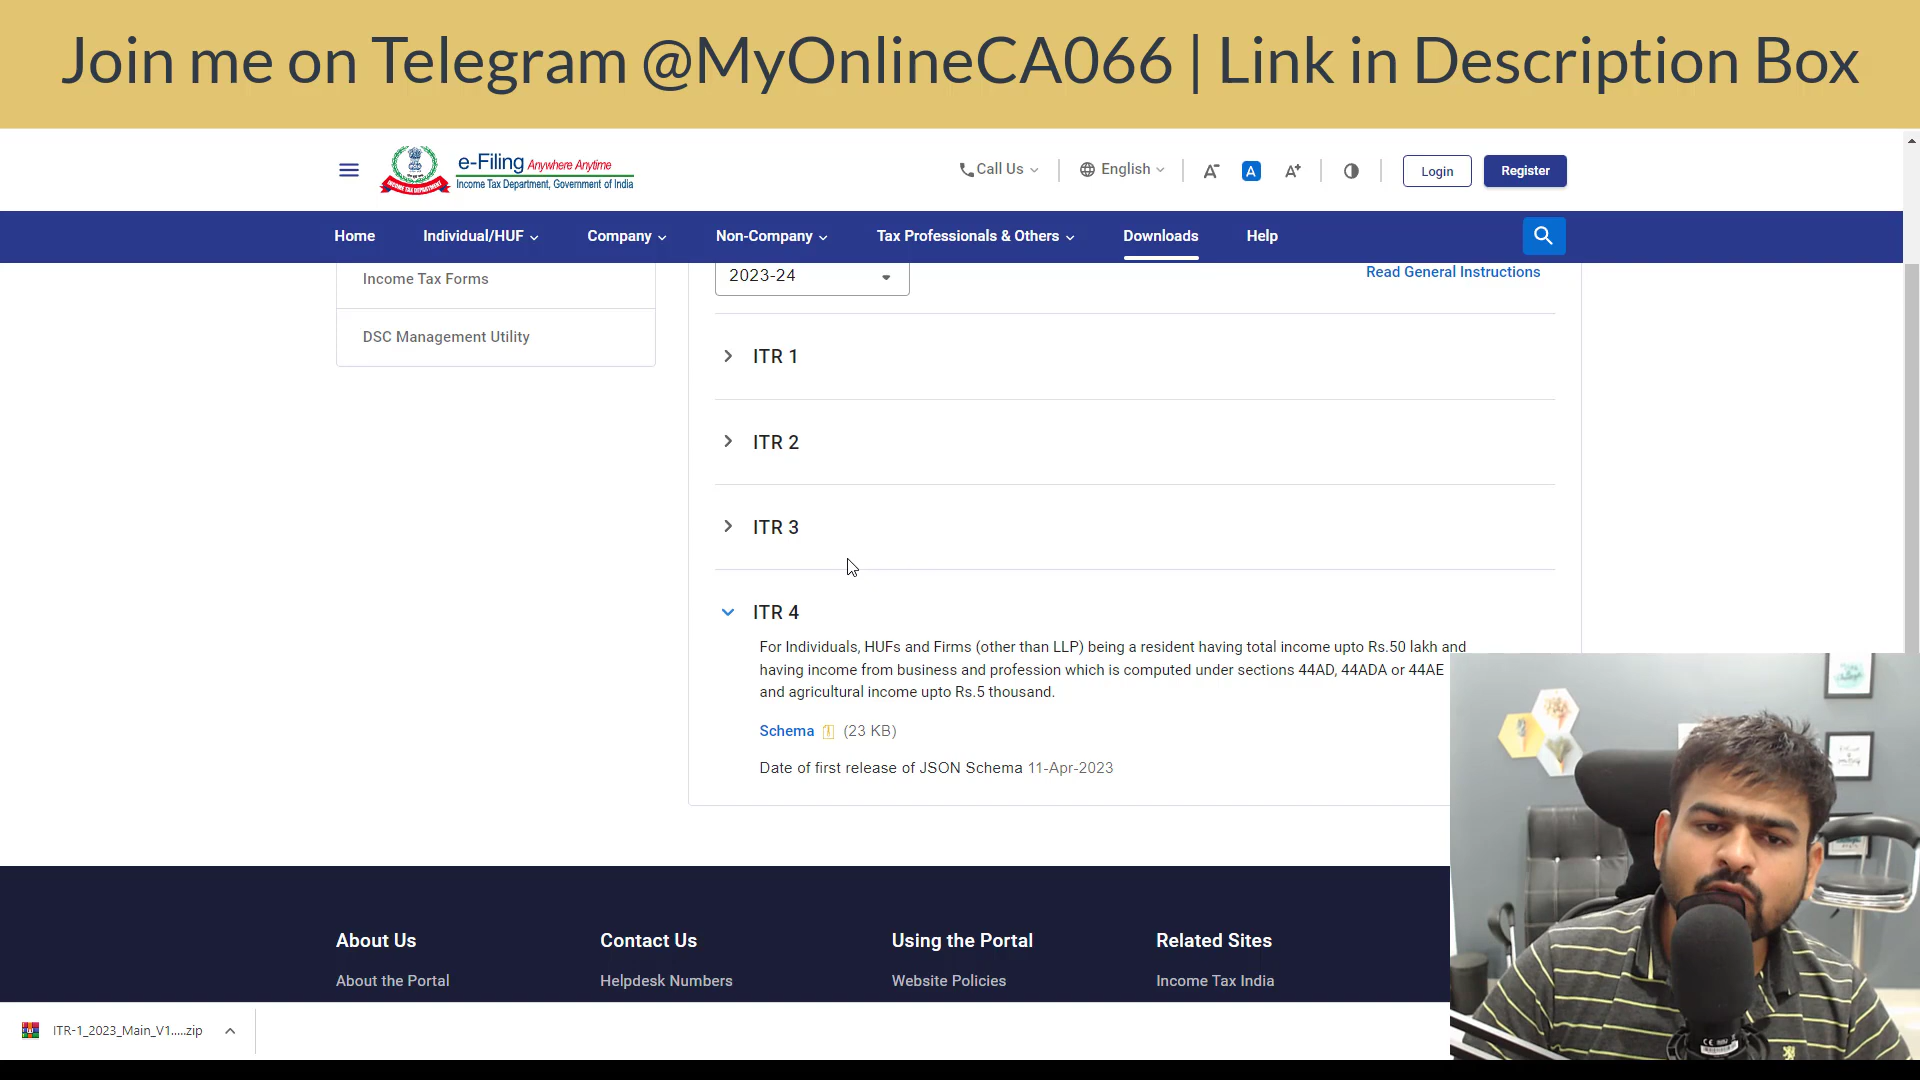 Join me on Telegram @MyOnlineCA066 | Link in Description Box
e-Filing Anywhere Anytime
Income Tax Department, Government of India
Call Us
English
A-
A
A+
Login
Register
Home
Individual/HUF
Company
Non-Company
Tax Professionals & Others
Downloads
Help
Income Tax Forms
DSC Management Utility
2023-24
Read General Instructions
ITR 1
ITR 2
ITR 3
ITR 4
For Individuals, HUFs and Firms (other than LLP) being a resident having total income upto Rs.50 lakh and
having income from business and profession which is computed under sections 44AD, 44ADA or 44AE
and agricultural income upto Rs.5 thousand.
Schema (23 KB)
Date of first release of JSON Schema 11-Apr-2023
About Us
Contact Us
Using the Portal
Related Sites
About the Portal
Helpdesk Numbers
Website Policies
Income Tax India
ITR-1_2023_Main_V1.....zip